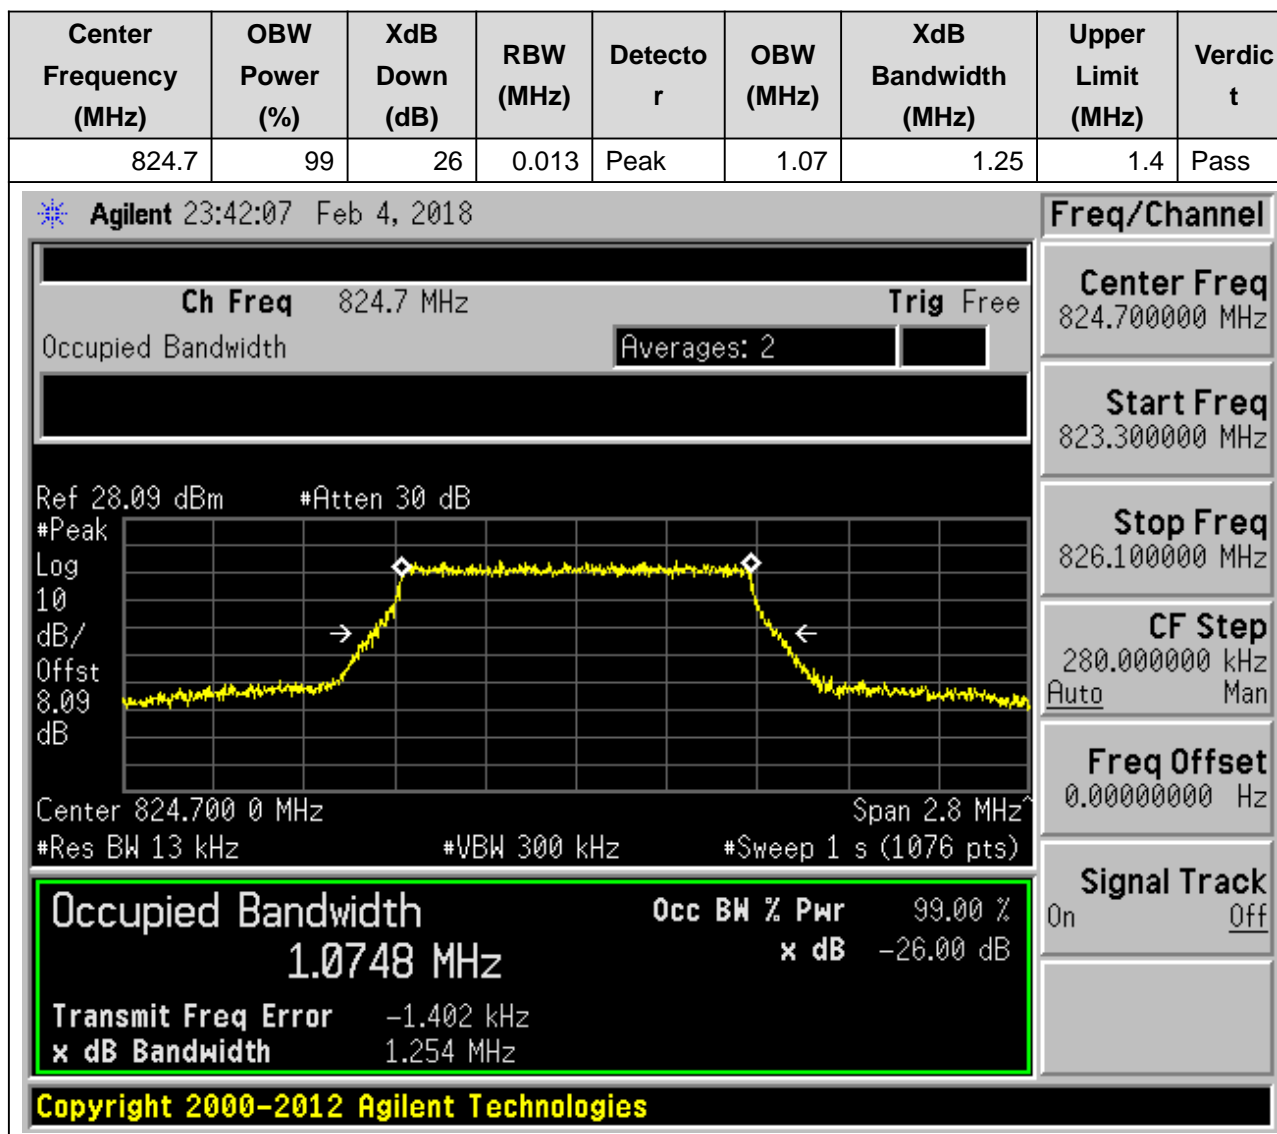 Center Frequency (MHz) OBW Power (%) XdB Down (dB) RBW (MHz) Detector OBW (MHz) XdB Bandwidth (MHz) Upper Limit (MHz) Verdict
824.7 99 26 0.013 Peak 1.07 1.25 1.4 Pass
Agilent 23:42:07 Feb 4, 2018
Freq/Channel
Ch Freq 824.7 MHz Trig Free
Occupied Bandwidth Averages: 2
Ref 28.09 dBm #Atten 30 dB
#Peak
Log
10
dB/
Offst
8.09
dB
Center 824.700 0 MHz Span 2.8 MHz^
#Res BW 13 kHz #VBW 300 kHz #Sweep 1 s (1076 pts)
Occupied Bandwidth Occ BW % Pwr 99.00 %
1.0748 MHz x dB -26.00 dB
Transmit Freq Error -1.402 kHz
x dB Bandwidth 1.254 MHz
Center Freq
824.700000 MHz
Start Freq
823.300000 MHz
Stop Freq
826.100000 MHz
CF Step
280.000000 kHz
Auto Man
Freq Offset
0.00000000 Hz
Signal Track
On Off
Copyright 2000-2012 Agilent Technologies